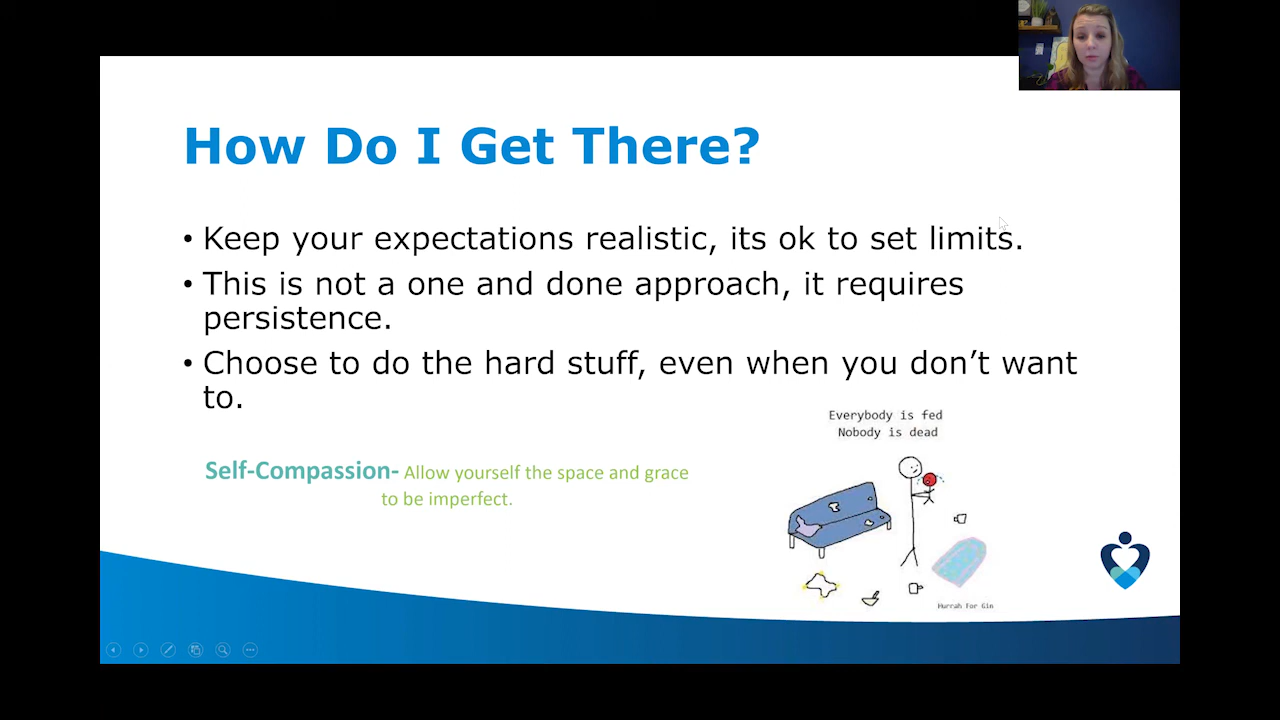 How Do I Get There?
• Keep your expectations realistic, its ok to set limits.
• This is not a one and done approach, it requires
persistence.
• Choose to do the hard stuff, even when you don’t want
to.
Everybody is fed
Nobody is dead
Self-Compassion- Allow yourself the space and grace
to be imperfect.
Hurrah For Gin